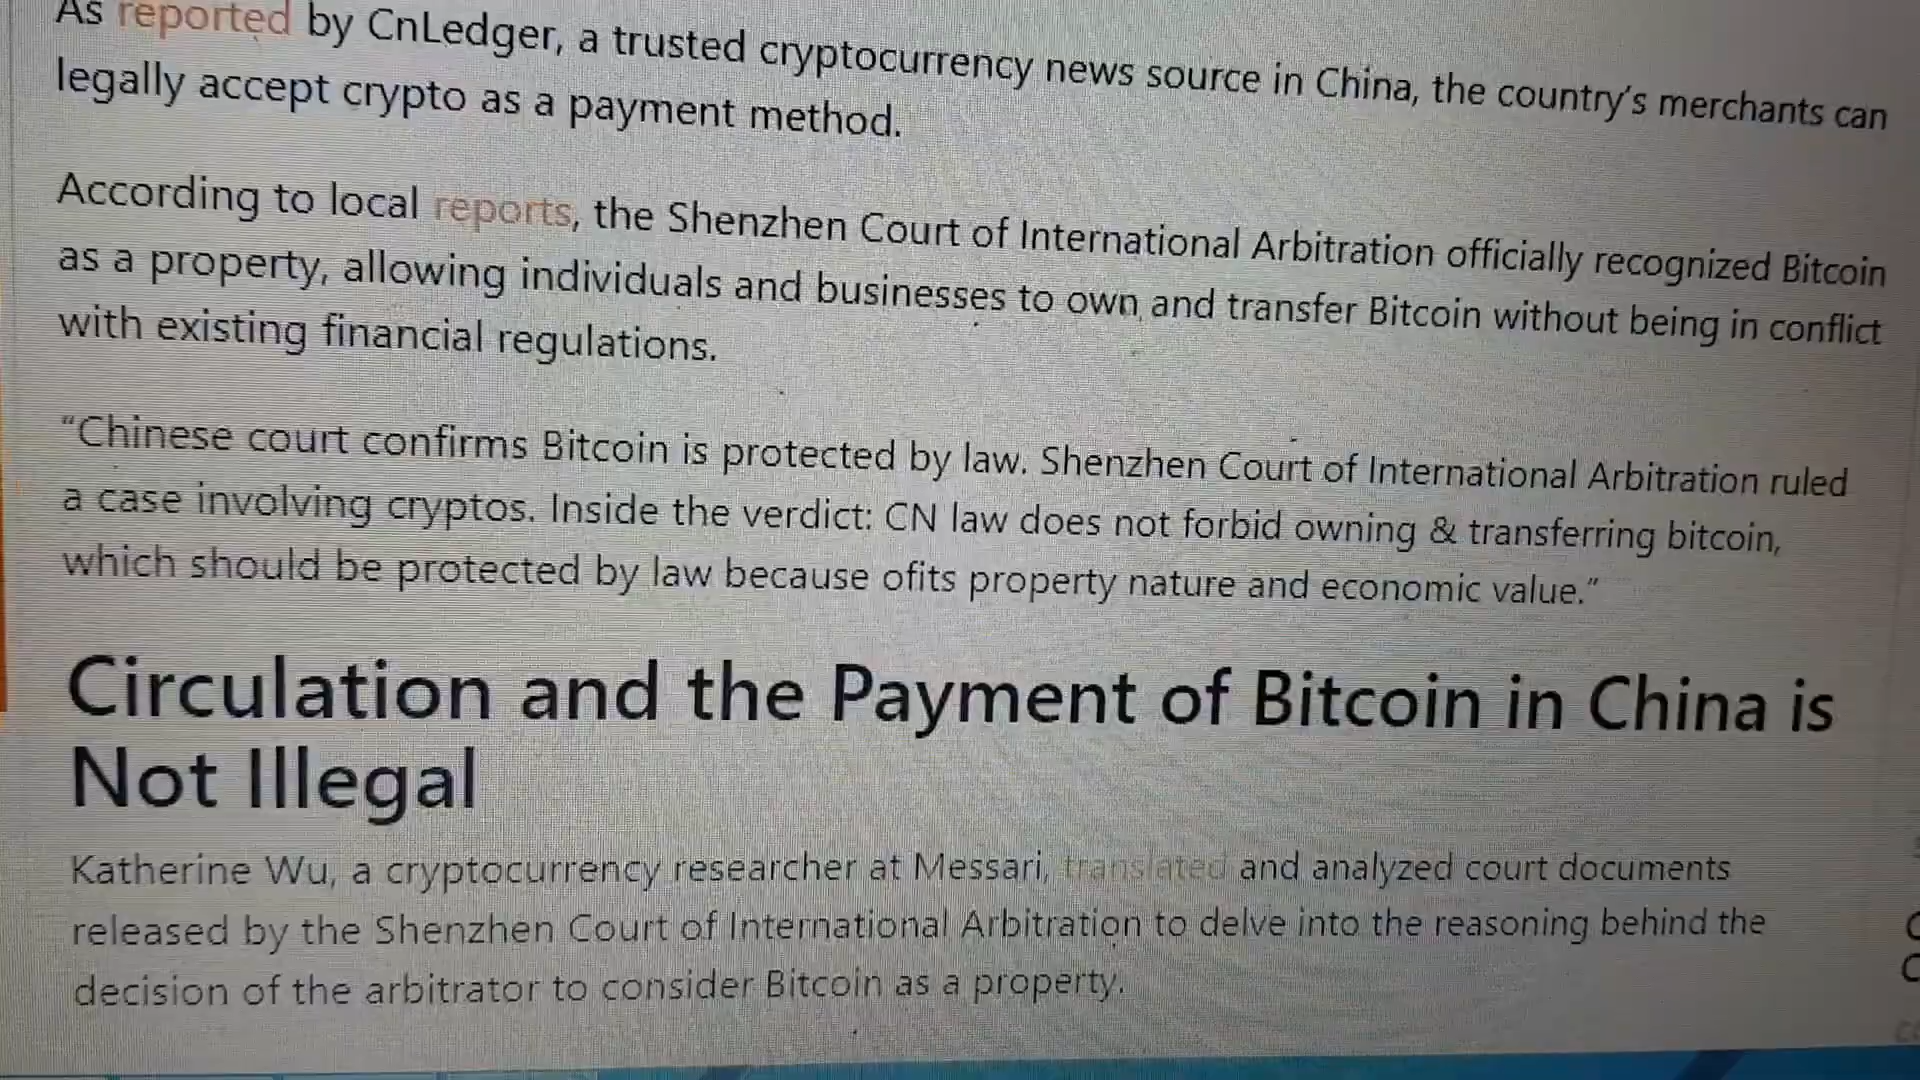 As reported by CnLedger, a trusted cryptocurrency news source in China, the country's merchants can
legally accept crypto as a payment method.
According to local reports, the Shenzhen Court of International Arbitration officially recognized Bitcoin
as a property, allowing individuals and businesses to own and transfer Bitcoin without being in conflict
with existing financial regulations.
“Chinese court confirms Bitcoin is protected by law. Shenzhen Court of International Arbitration ruled
a case involving cryptos. Inside the verdict: CN law does not forbid owning & transferring bitcoin,
which should be protected by law because ofits property nature and economic value.”
Circulation and the Payment of Bitcoin in China is
Not Illegal
Katherine Wu, a cryptocurrency researcher at Messari, translated and analyzed court documents
released by the Shenzhen Court of International Arbitration to delve into the reasoning behind the
decision of the arbitrator to consider Bitcoin as a property.